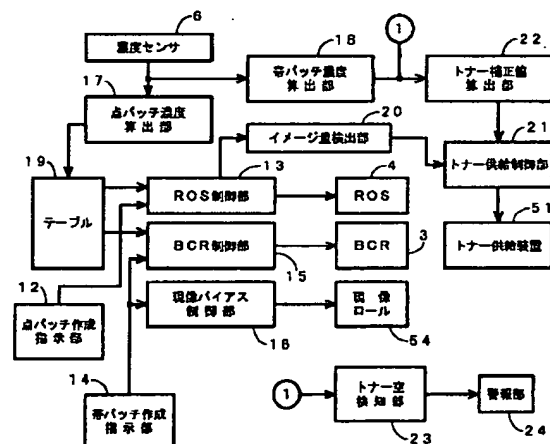 6
濃度センサ
18
帯パッチ濃度
算出部
1
22
トナー補正値
算出部
17
点パッチ濃度
算出部
20
イメージ量検出部
21
トナー供給制御部
19
テーブル
13
ROS制御部
4
ROS
51
トナー供給装置
BCR制御部
15
BCR
3
12
点パッチ作成
指示部
現像バイアス
制御部
16
現像
ロール
54
14
帯パッチ作成
指示部
1
トナー空
検知部
23
警報部
24